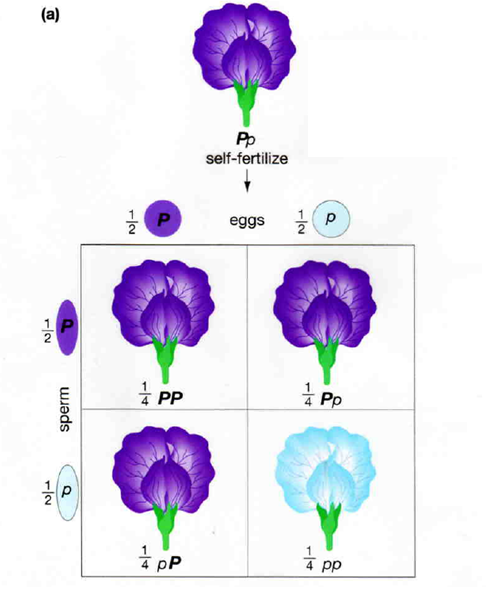 (a)
Pp
self-fertilize
1/2 P eggs 1/2 p
1/2 P
1/4 PP 1/4 Pp
sperm
1/2 p
1/4 pP 1/4 pp